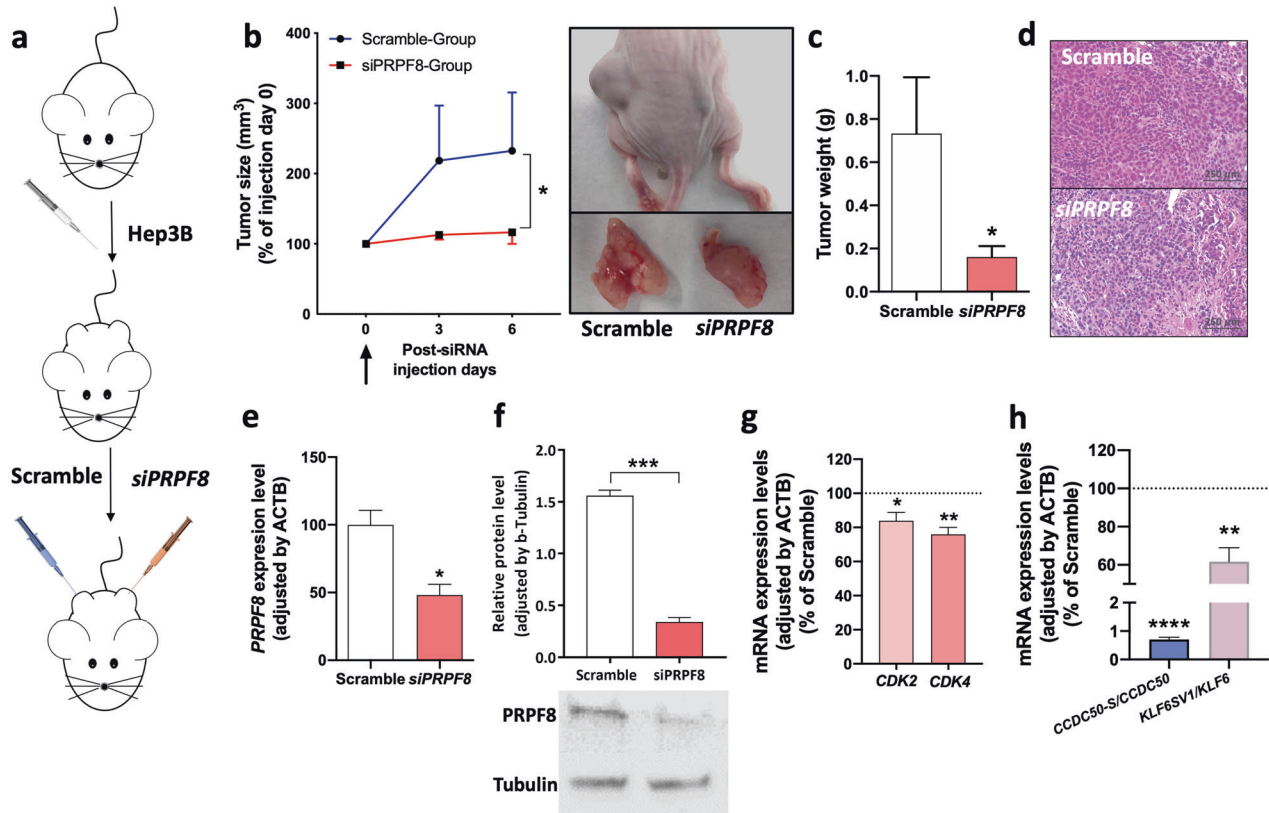 a
Hep3B
Scramble
siPRPF8
b
Tumor size (mm³)
(% of injection day 0)
400
300
200
100
0
Scramble-Group
siPRPF8-Group
*
0
3
6
Post-siRNA
injection days
Scramble
siPRPF8
c
Tumor weight (g)
1.0
0.8
0.6
0.4
0.2
0.0
*
Scramble
siPRPF8
d
Scramble
250 µm
siPRPF8
250 µm
e
PRPF8 expresion level
(adjusted by ACTB)
150
100
50
0
*
Scramble
siPRPF8
f
Relative protein level
(adjusted by b-Tubulin)
2.0
1.5
1.0
0.5
0.0
***
Scramble
siPRPF8
PRPF8
Tubulin
g
mRNA expression levels
(adjusted by ACTB)
(% of Scramble)
120
100
80
60
40
20
0
*
**
CDK2
CDK4
h
mRNA expression levels
(adjusted by ACTB)
(% of Scramble)
120
100
80
60
2
1
0
****
**
CCDC50-S/CCDC50
KLF6SV1/KLF6